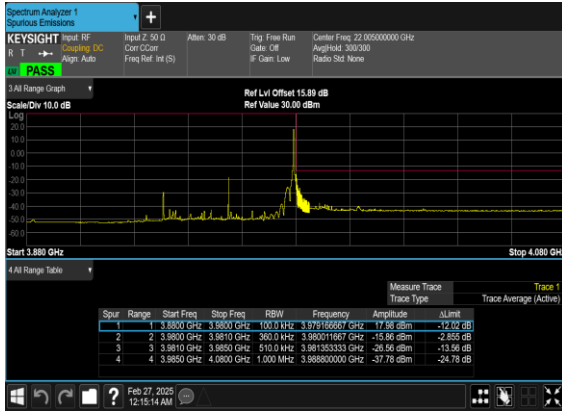 Spectrum Analyzer 1
Spurious Emissions
+
KEYSIGHT Input: RF Input Z: 50 Ω Atten: 30 dB Trig: Free Run Center Freq: 22.005000000 GHz
R T Coupling: DC Corr CCorr Gate: Off Avg|Hold: 300/300
Align: Auto Freq Ref: Int (S) IF Gain: Low Radio Std: None
PASS
3 All Range Graph
Ref Lvl Offset 15.89 dB
Scale/Div 10.0 dB Ref Value 30.00 dBm
Log
20.0
10.0
0.00
-10.0
-20.0
-30.0
-40.0
-50.0
-60.0
Start 3.880 GHz Stop 4.080 GHz
4 All Range Table
Measure Trace Trace 1
Trace Type Trace Average (Active)
Spur Range Start Freq Stop Freq RBW Frequency Amplitude ΔLimit
1 1 3.8800 GHz 3.9800 GHz 100.0 kHz 3.979166667 GHz 17.98 dBm -12.02 dB
2 2 3.9800 GHz 3.9810 GHz 360.0 kHz 3.980011667 GHz -15.86 dBm -2.855 dB
3 3 3.9810 GHz 3.9850 GHz 510.0 kHz 3.981353333 GHz -26.56 dBm -13.56 dB
4 4 3.9850 GHz 4.0800 GHz 1.000 MHz 3.988800000 GHz -37.78 dBm -24.78 dB
? Feb 27, 2025
12:15:14 AM